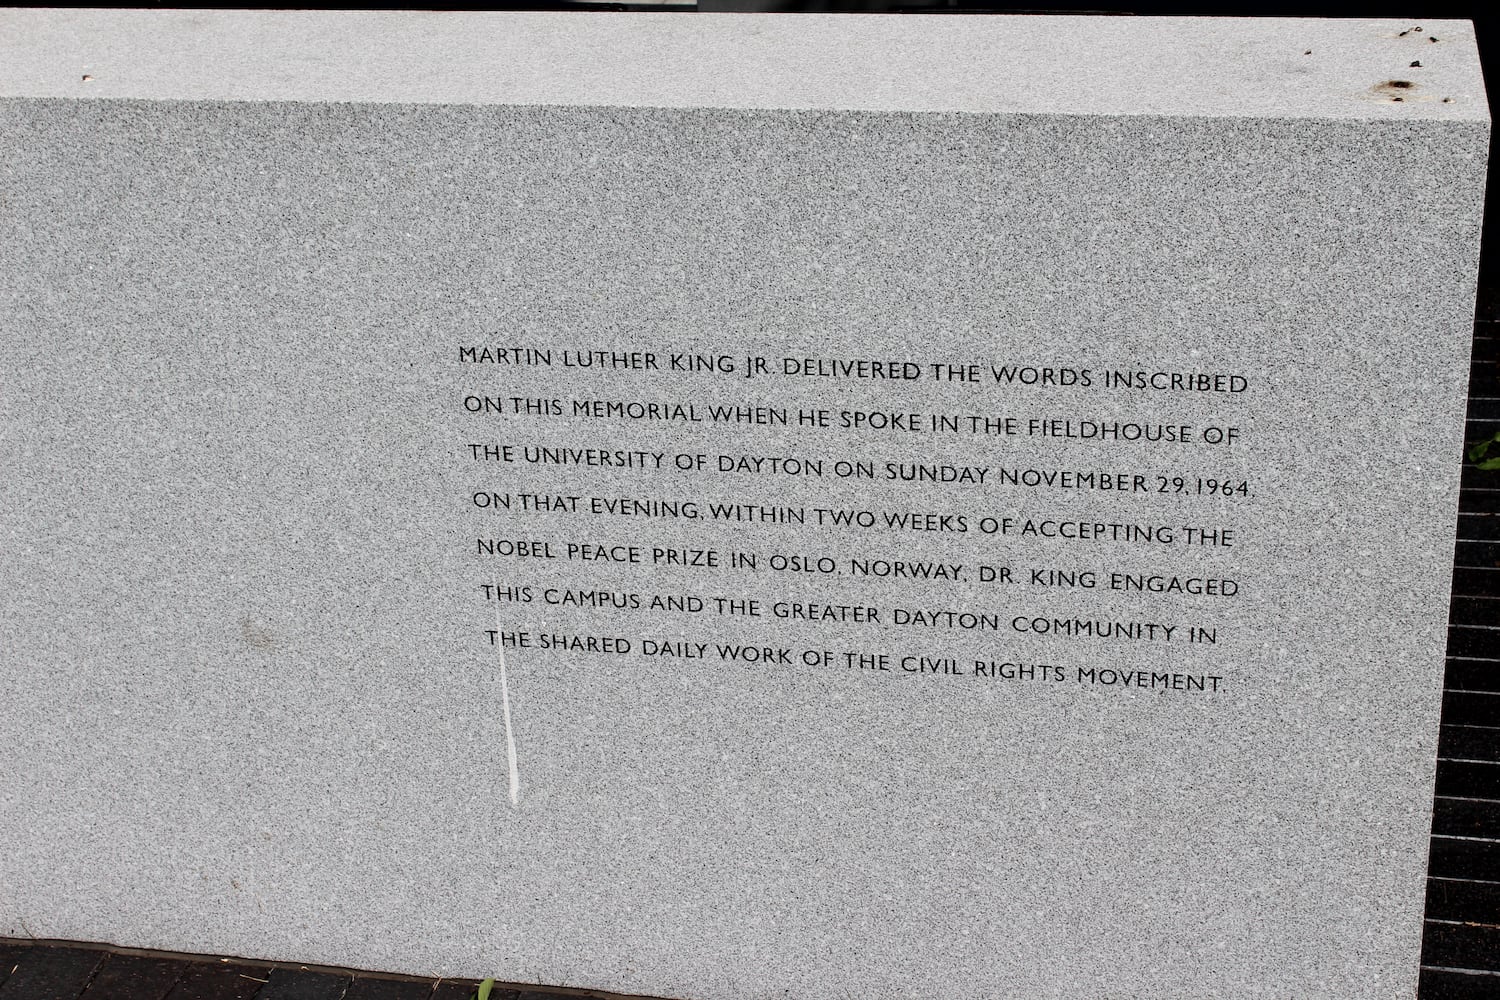 MARTIN LUTHER KING JR. DELIVERED THE WORDS INSCRIBED
ON THIS MEMORIAL WHEN HE SPOKE IN THE FIELDHOUSE OF
THE UNIVERSITY OF DAYTON ON SUNDAY NOVEMBER 29, 1964.
ON THAT EVENING, WITHIN TWO WEEKS OF ACCEPTING THE
NOBEL PEACE PRIZE IN OSLO, NORWAY, DR. KING ENGAGED
THIS CAMPUS AND THE GREATER DAYTON COMMUNITY IN
THE SHARED DAILY WORK OF THE CIVIL RIGHTS MOVEMENT.